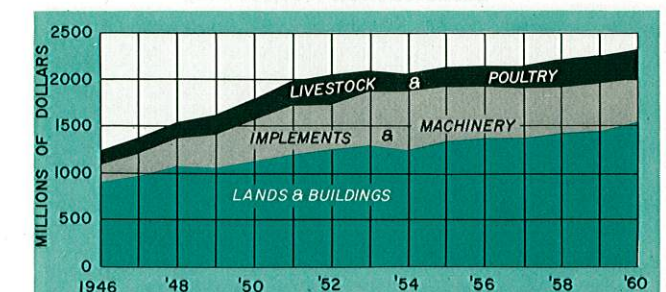 2500
2000
1500
1000
500
0
MILLIONS OF DOLLARS
LIVESTOCK & POULTRY
IMPLEMENTS & MACHINERY
LANDS & BUILDINGS
1946 '48 '50 '52 '54 '56 '58 '60